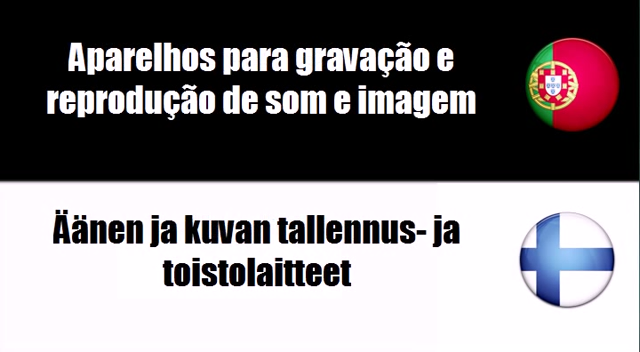 Aparelhos para gravação e
reprodução de som e imagem
Äänen ja kuvan tallennus- ja
toistolaitteet